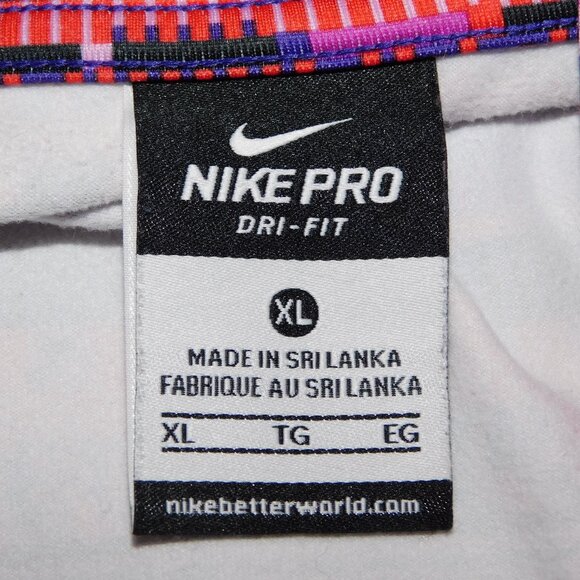 NIKE PRO
DRI-FIT
XL
MADE IN SRI LANKA
FABRIQUE AU SRI LANKA
XL TG EG
nikebetterworld.com